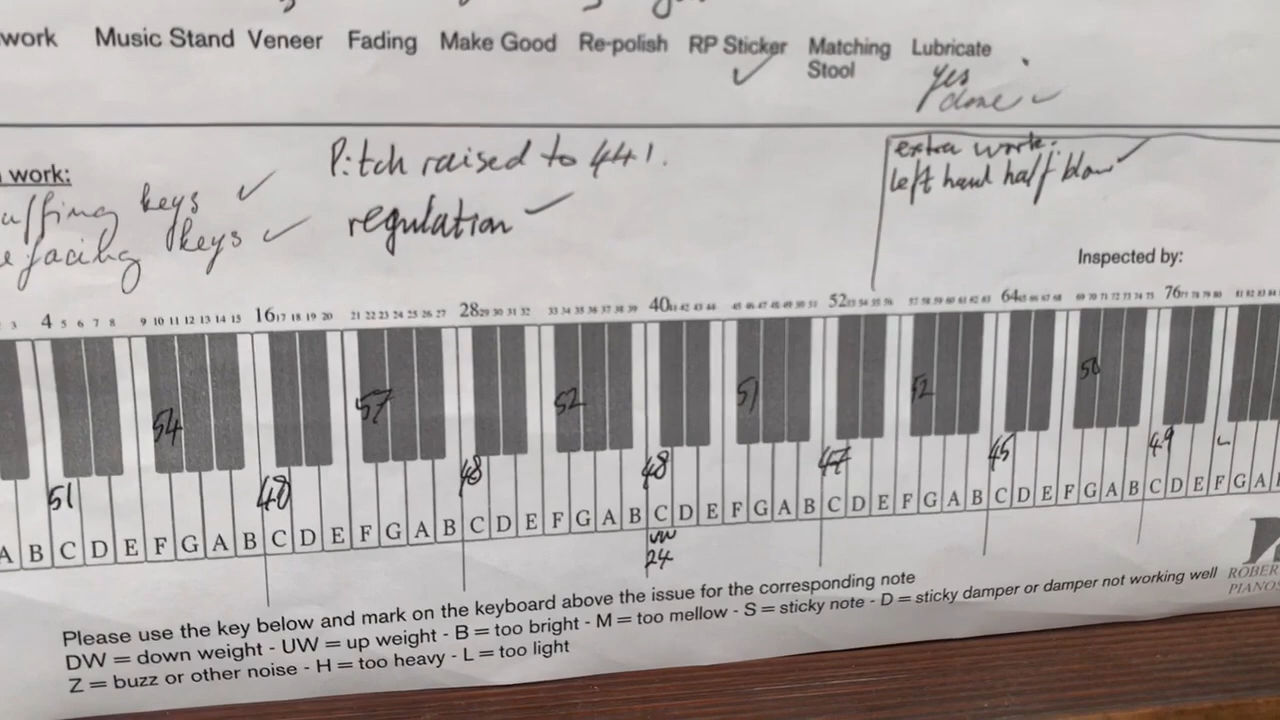 work Music Stand Veneer Fading Make Good Re-polish RP Sticker Matching Stool Lubricate
yes
done
work:
keys
facing keys
Pitch raised to 441.
regulation
extra work:
left hand half blow
Inspected by:
3 4 5 6 7 8 9 10 11 12 13 14 15 16 17 18 19 20 21 22 23 24 25 26 27 28 29 30 31 32 33 34 35 36 37 38 39 40 41 42 43 44 45 46 47 48 49 50 51 52 53 54 55 56 57 58 59 60 61 62 63 64 65 66 67 68 69 70 71 72 73 74 75 76 77 78 79 80 81 82 83 84
54 57 52 51 52 50
51 48 48 48 47 45 49
A B C D E F G A B C D E F G A B C D E F G A B C D E F G A B C D E F G A B C D E F G A B C D E F G A
UW
24
Please use the key below and mark on the keyboard above the issue for the corresponding note
DW = down weight - UW = up weight - B = too bright - M = too mellow - S = sticky note - D = sticky damper or damper not working well
Z = buzz or other noise - H = too heavy - L = too light
ROBER
PIANOS